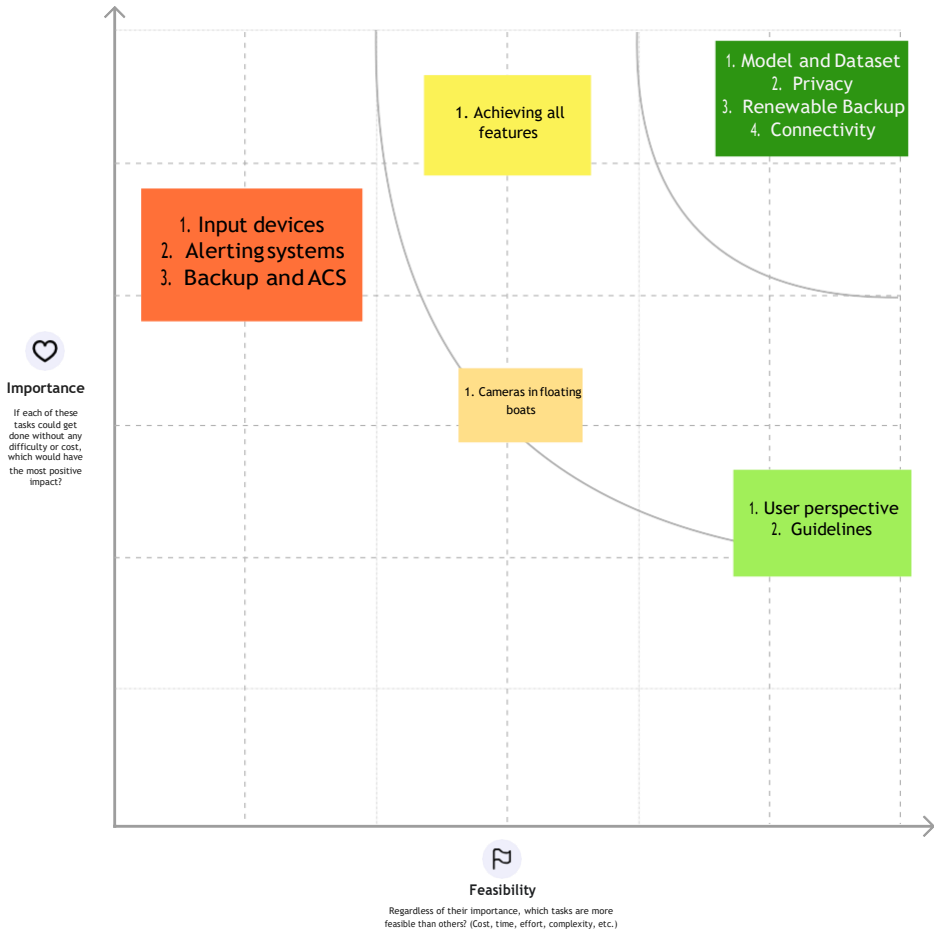 1. Model and Dataset
2. Privacy
3. Renewable Backup
4. Connectivity
1. Achieving all
features
1. Input devices
2. Alerting systems
3. Backup and ACS
1. Cameras in floating
boats
Importance
If each of these
tasks could get
done without any
difficulty or cost,
which would have
the most positive
impact?
1. User perspective
2. Guidelines
Feasibility
Regardless of their importance, which tasks are more
feasible than others? (Cost, time, effort, complexity, etc.)